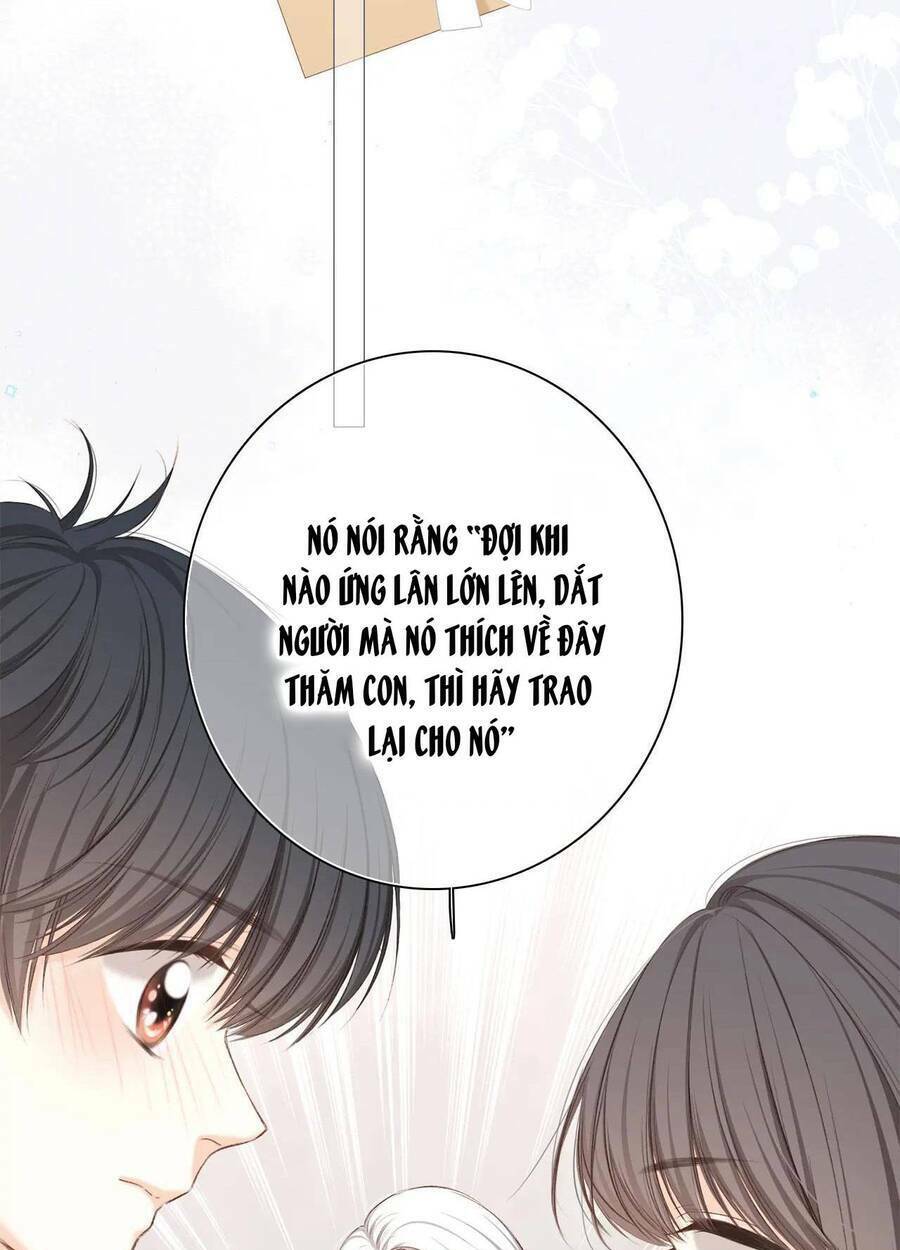 NÓ NÓI RẰNG "ĐỢI KHI
NÀO ỨNG LÂN LỚN LÊN, DẮT
NGƯỜI MÀ NÓ THÍCH VỀ ĐÂY
THĂM CON, THÌ HÃY TRAO
LẠI CHO NÓ"